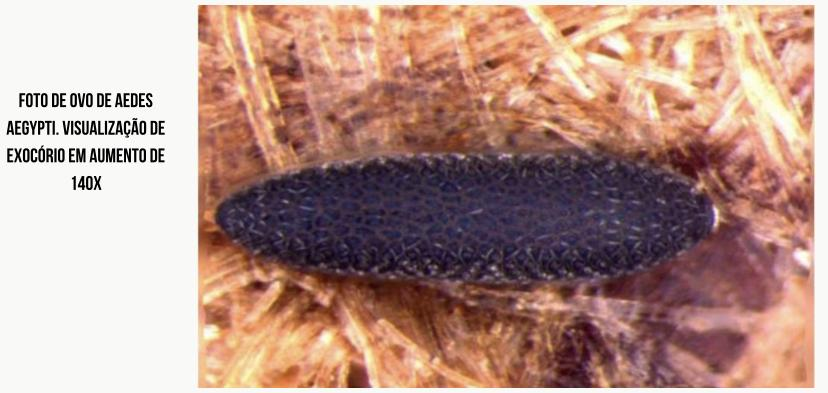 FOTO DE OVO DE AEDES
AEGYPTI. VISUALIZAÇÃO DE
EXOCÓRIO EM AUMENTO DE
140X